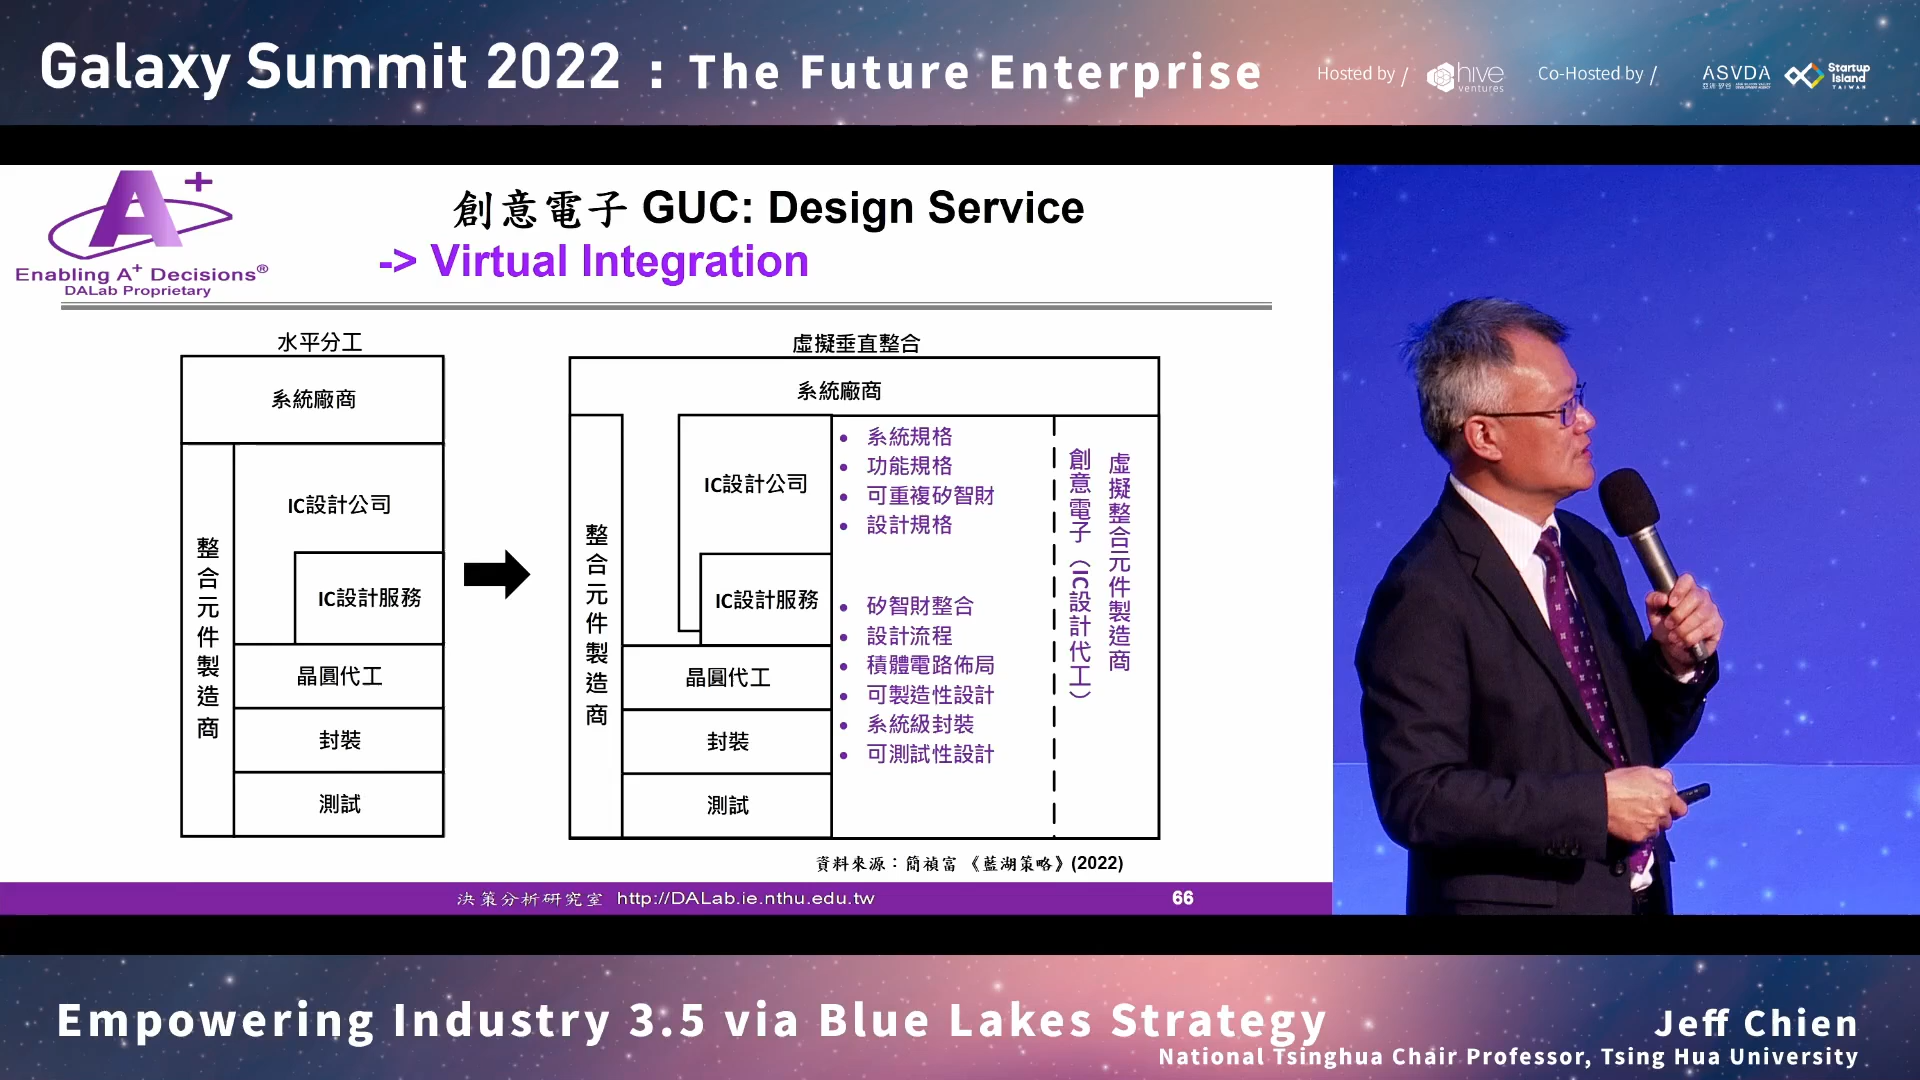 Galaxy Summit 2022 : The Future Enterprise
Hosted by /
hive
ventures
Co-Hosted by /
ASVDA
Startup
Island
TAIWAN
A+
Enabling A+ Decisions®
DALab Proprietary
創意電子 GUC: Design Service
-> Virtual Integration
水平分工
系統廠商
整合元件製造商
IC設計公司
IC設計服務
晶圓代工
封裝
測試
虛擬垂直整合
系統廠商
整合元件製造商
IC設計公司
IC設計服務
晶圓代工
封裝
測試
• 系統規格
• 功能規格
• 可重複矽智財
• 設計規格
• 矽智財整合
• 設計流程
• 積體電路佈局
• 可製造性設計
• 系統級封裝
• 可測試性設計
創意電子（IC設計代工）
虛擬整合元件製造商
資料來源：簡禎富《藍湖策略》(2022)
決策分析研究室 http://DALab.ie.nthu.edu.tw
66
Empowering Industry 3.5 via Blue Lakes Strategy
Jeff Chien
National Tsinghua Chair Professor, Tsing Hua University